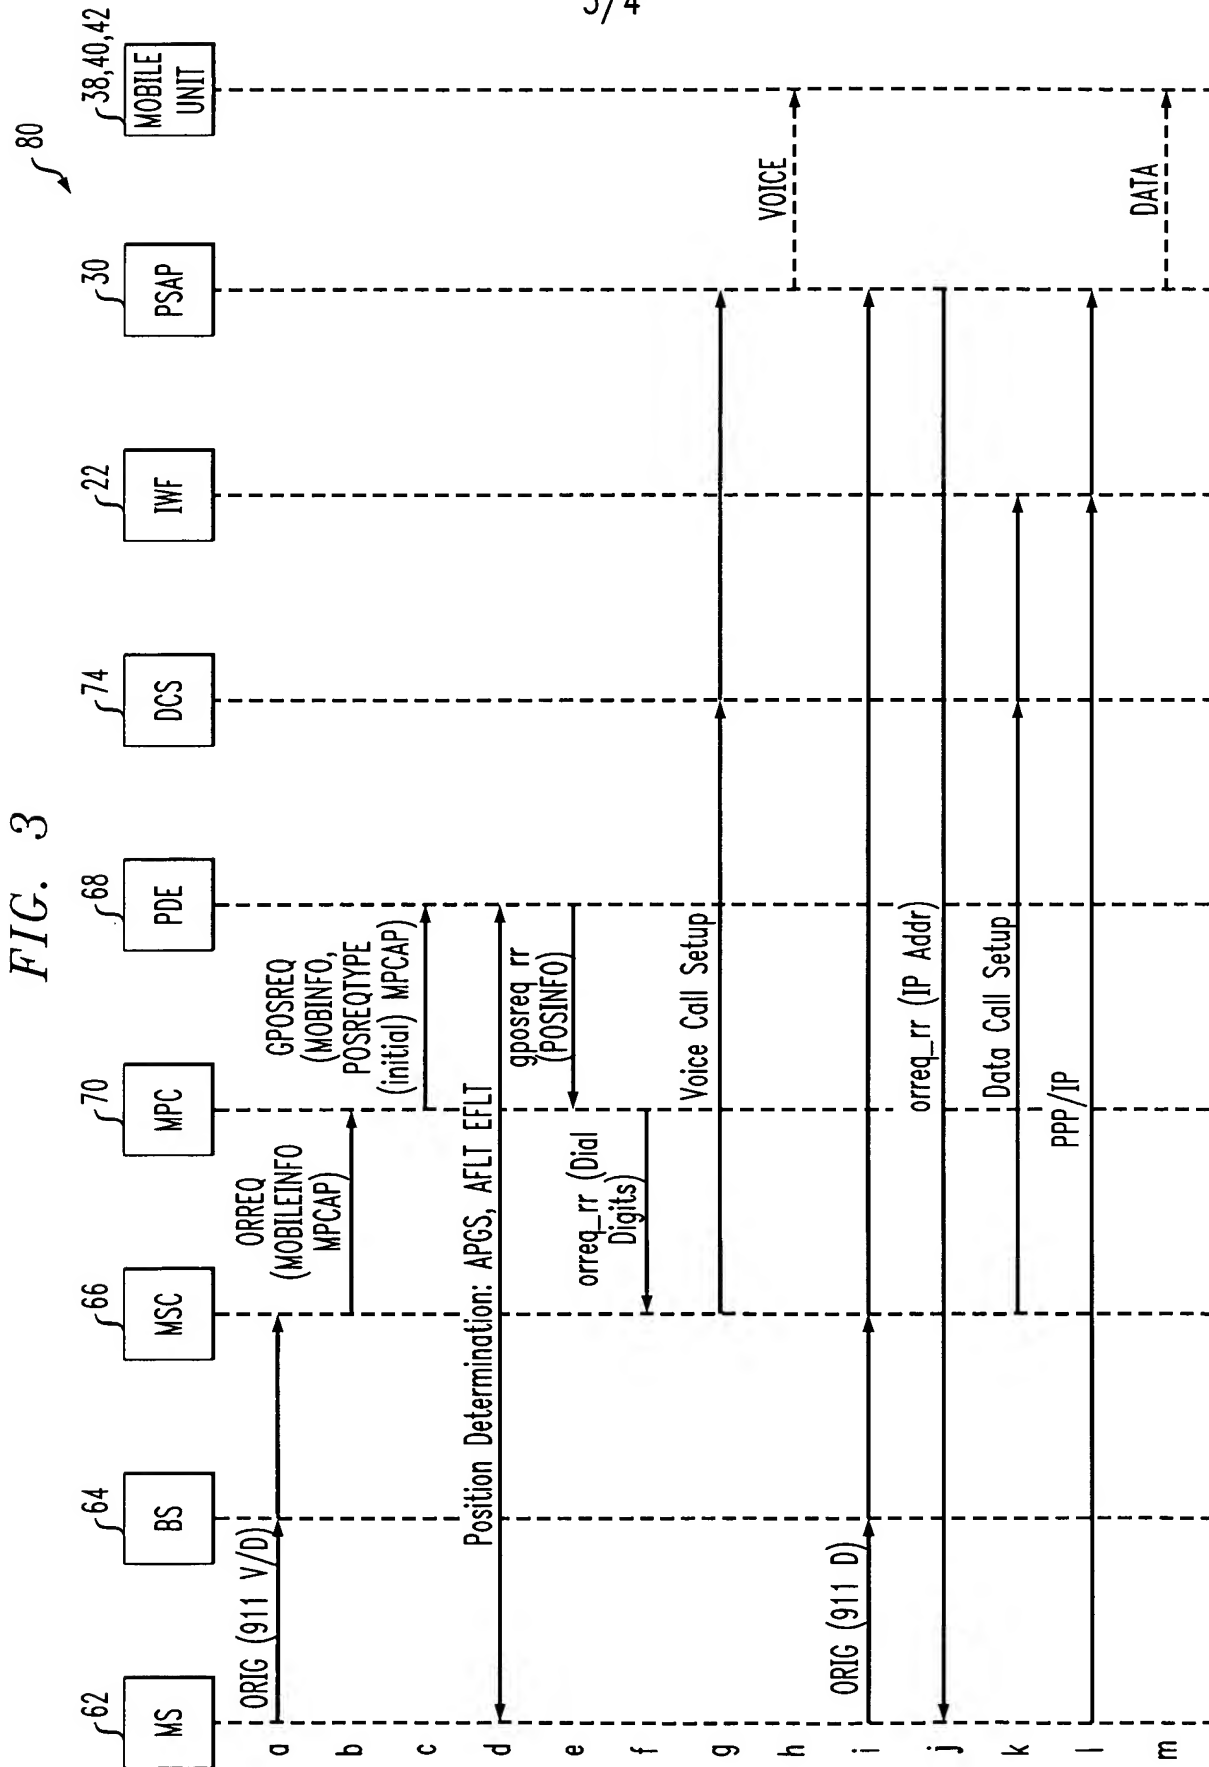 3/4
FIG. 3
80
62
64
66
70
68
74
22
30
38,40,42
MS
BS
MSC
MPC
PDE
DCS
IWF
PSAP
MOBILE
UNIT
a
ORIG (911 V/D)
b
ORREQ
(MOBILEINFO
MPCAP)
c
GPOSREQ
(MOBINFO,
POSREQTYPE
(initial) MPCAP)
d
Position Determination: APGS, AFLT EFLT
e
gposreq rr
(POSINFO)
f
orreq_rr (Dial
Digits)
g
Voice Call Setup
h
VOICE
i
ORIG (911 D)
j
orreq_rr (IP Addr)
k
Data Call Setup
l
PPP/IP
m
DATA